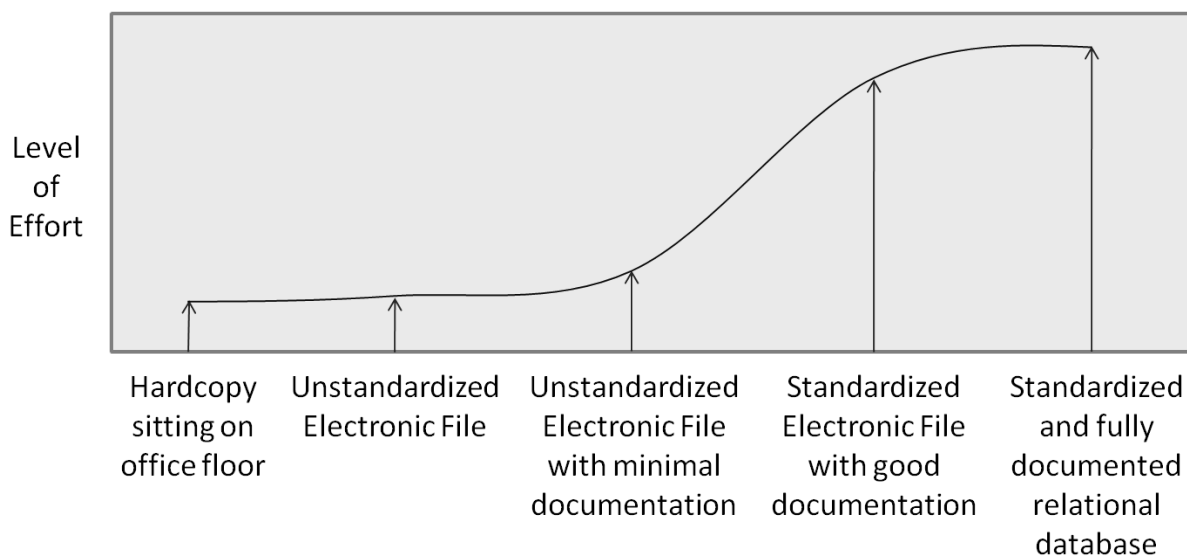 Level
of
Effort
Hardcopy
sitting on
office floor
Unstandardized
Electronic File
Unstandardized
Electronic File
with minimal
documentation
Standardized
Electronic File
with good
documentation
Standardized
and fully
documented
relational
database